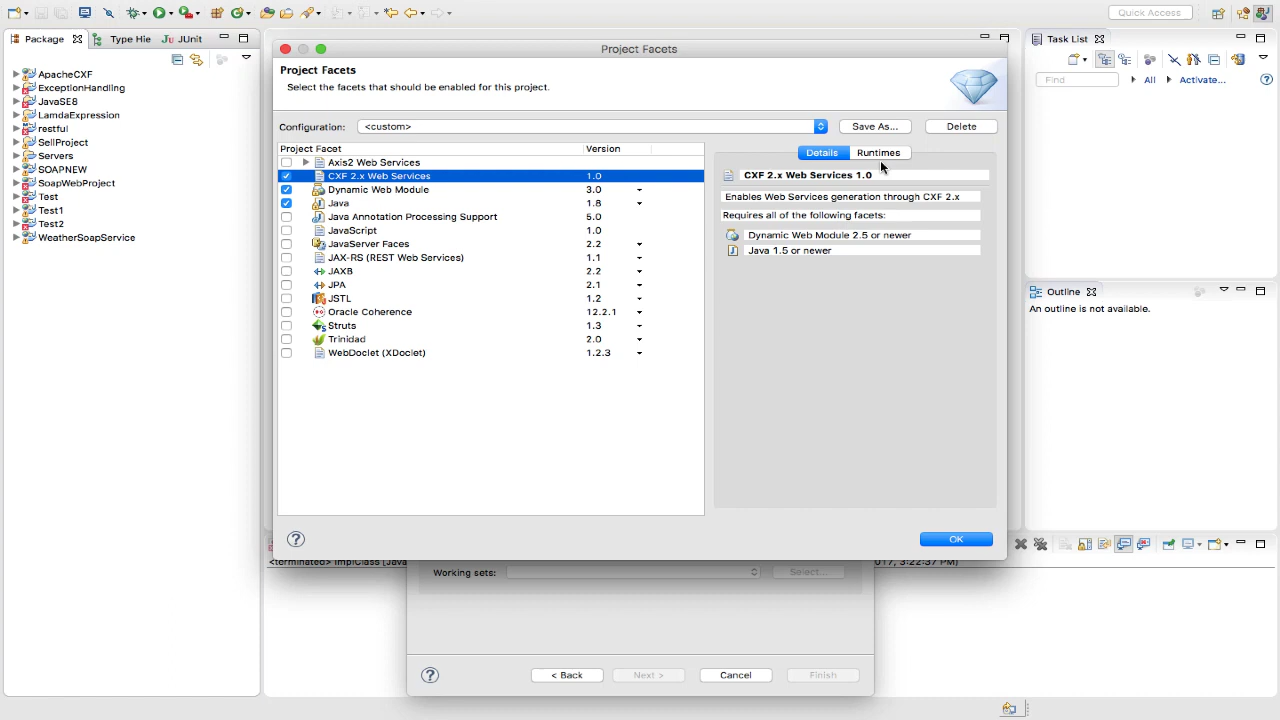 Quick Access
Package
Type Hie
JUnit
ApacheCXF
ExceptionHandling
JavaSE8
LamdaExpression
restful
SellProject
Servers
SOAPNEW
SoapWebProject
Test
Test1
Test2
WeatherSoapService
Project Facets
Project Facets
Select the facets that should be enabled for this project.
Configuration: <custom> Save As... Delete
Project Facet Version
Axis2 Web Services
CXF 2.x Web Services 1.0
Dynamic Web Module 3.0
Java 1.8
Java Annotation Processing Support 5.0
JavaScript 1.0
JavaServer Faces 2.2
JAX-RS (REST Web Services) 1.1
JAXB 2.2
JPA 2.1
JSTL 1.2
Oracle Coherence 12.2.1
Struts 1.3
Trinidad 2.0
WebDoclet (XDoclet) 1.2.3
Details Runtimes
CXF 2.x Web Services 1.0
Enables Web Services generation through CXF 2.x
Requires all of the following facets:
Dynamic Web Module 2.5 or newer
Java 1.5 or newer
OK
Task List
Find All Activate...
Outline
An outline is not available.
<terminated> ImplClass [Java
2017, 3:22:37 PM)
Working sets: Select...
< Back Next > Cancel Finish